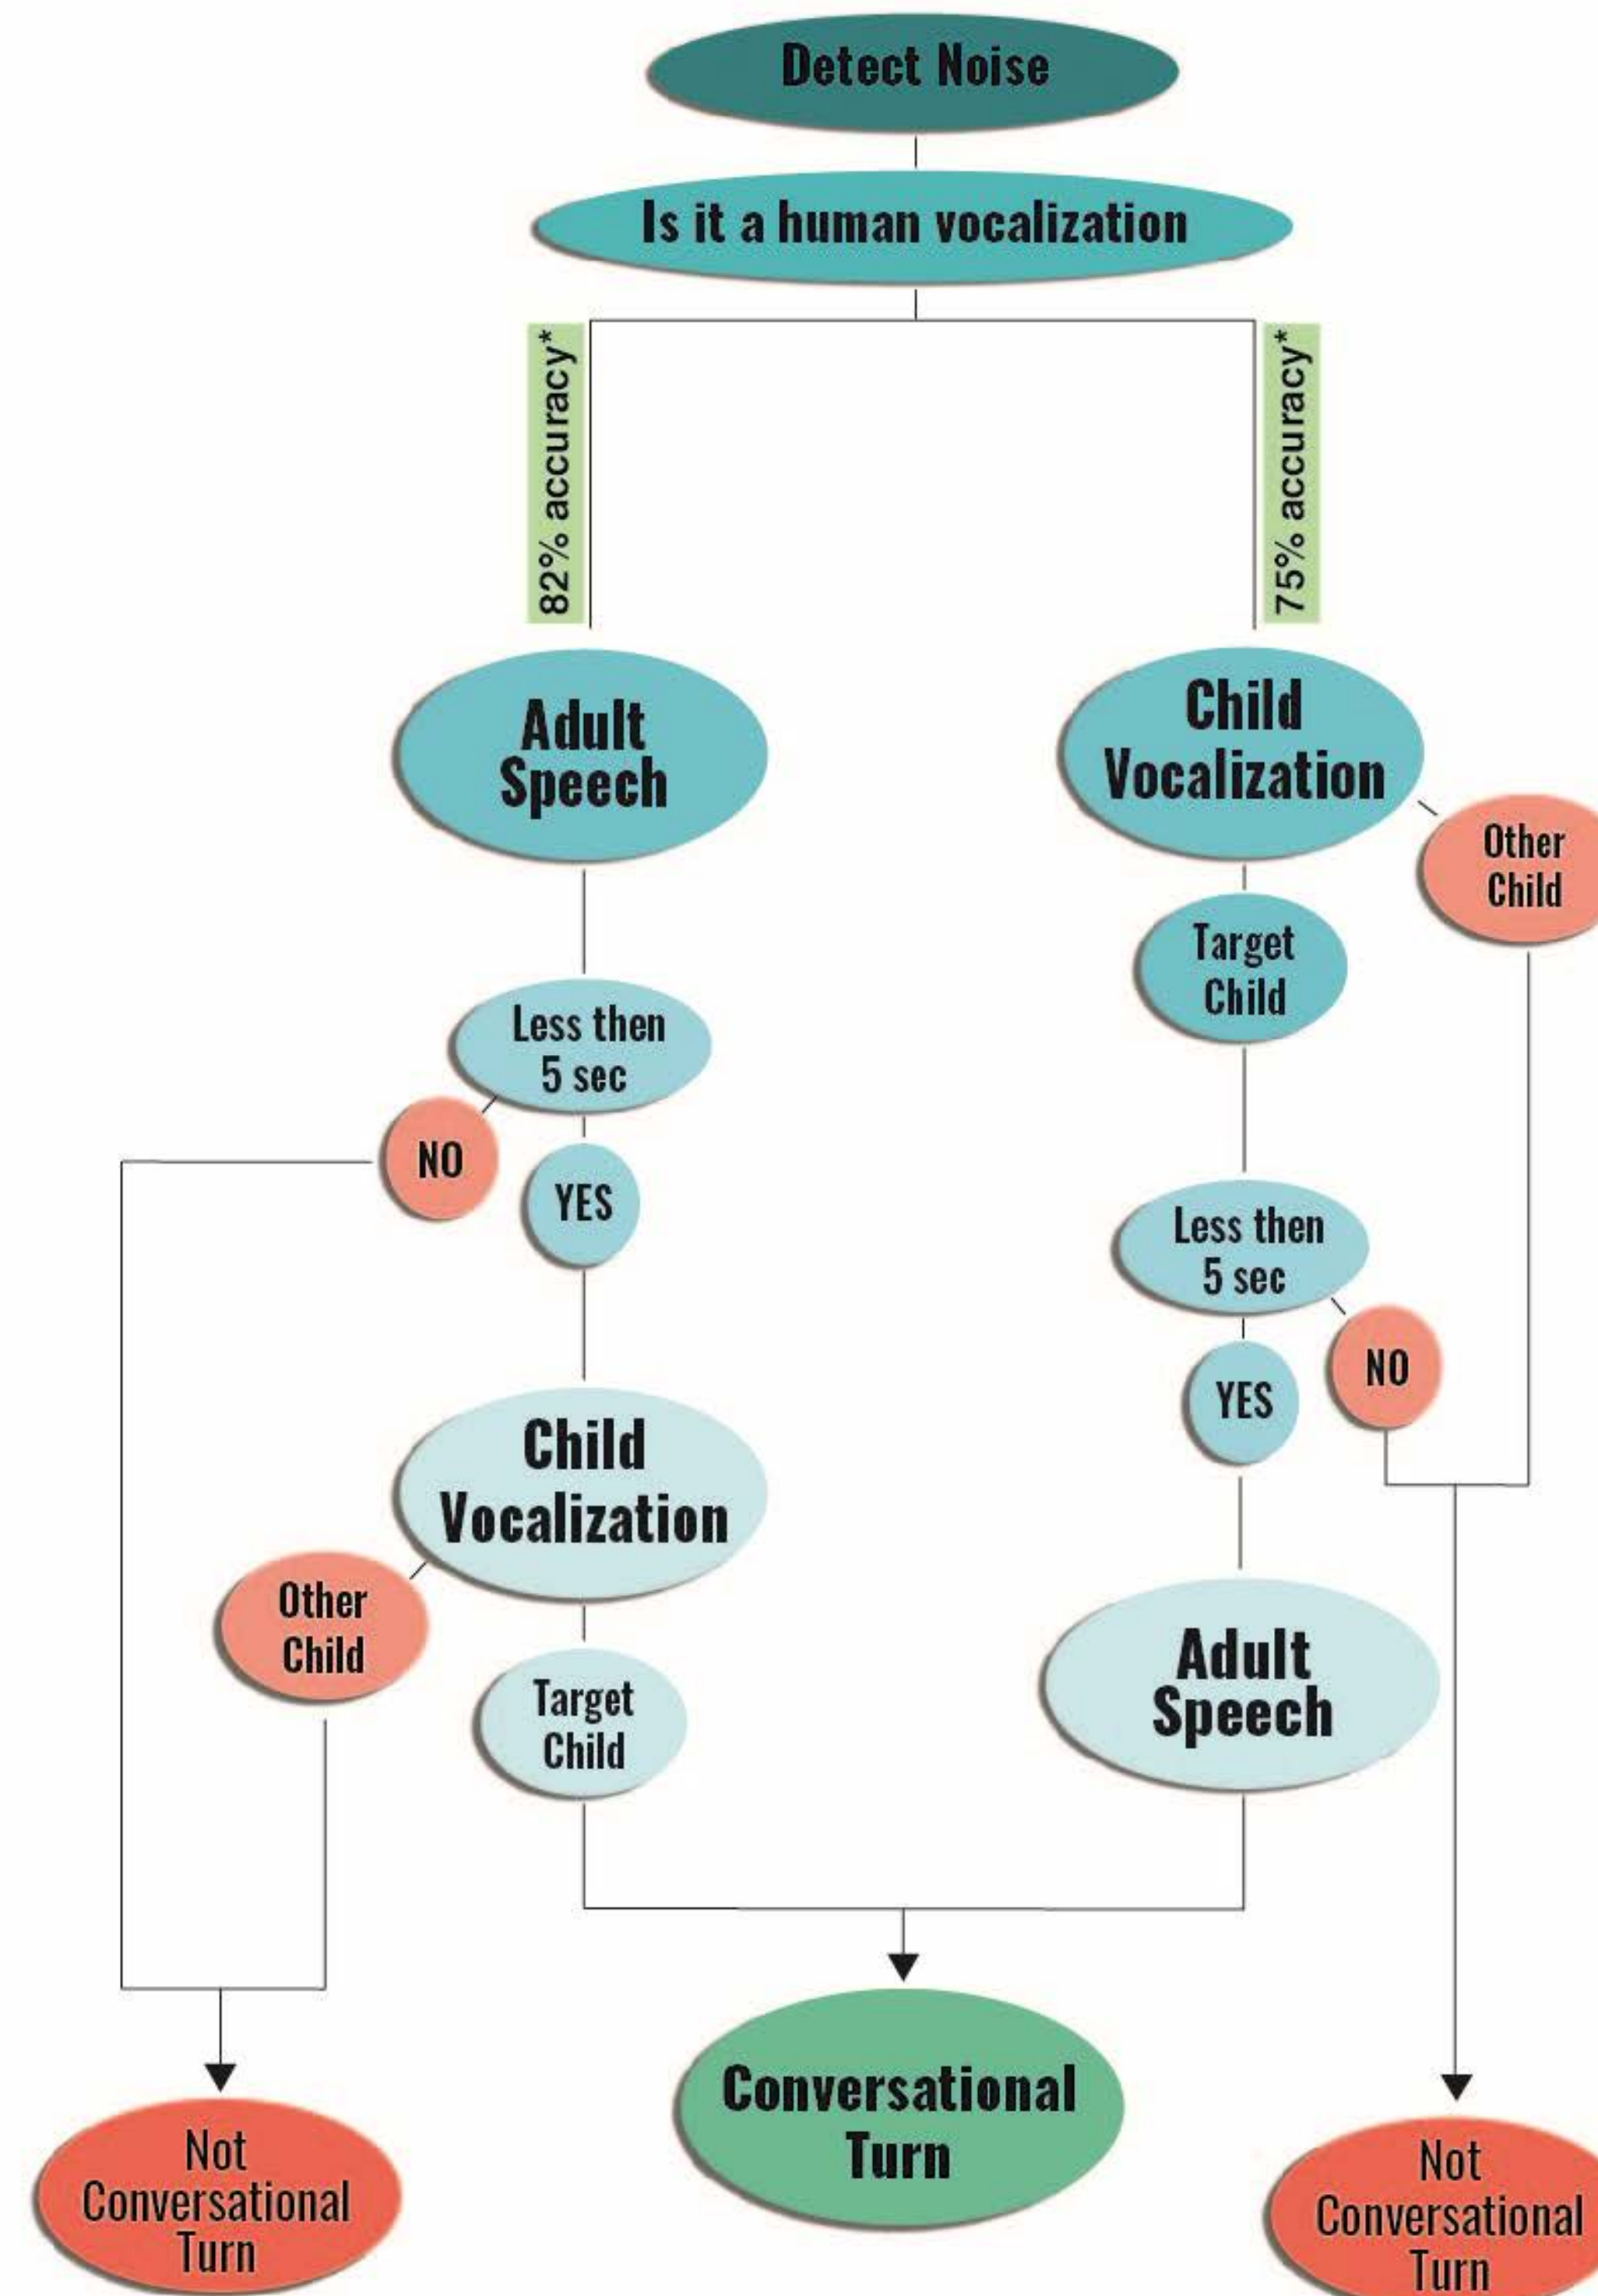 Detect Noise
Is it a human vocalization
82% accuracy*
75% accuracy*
Adult
Speech
Child
Vocalization
Other
Child
Target
Child
Less then
5 sec
NO
YES
Less then
5 sec
YES
NO
Child
Vocalization
Other
Child
Target
Child
Adult
Speech
Conversational
Turn
Not
Conversational
Turn
Not
Conversational
Turn